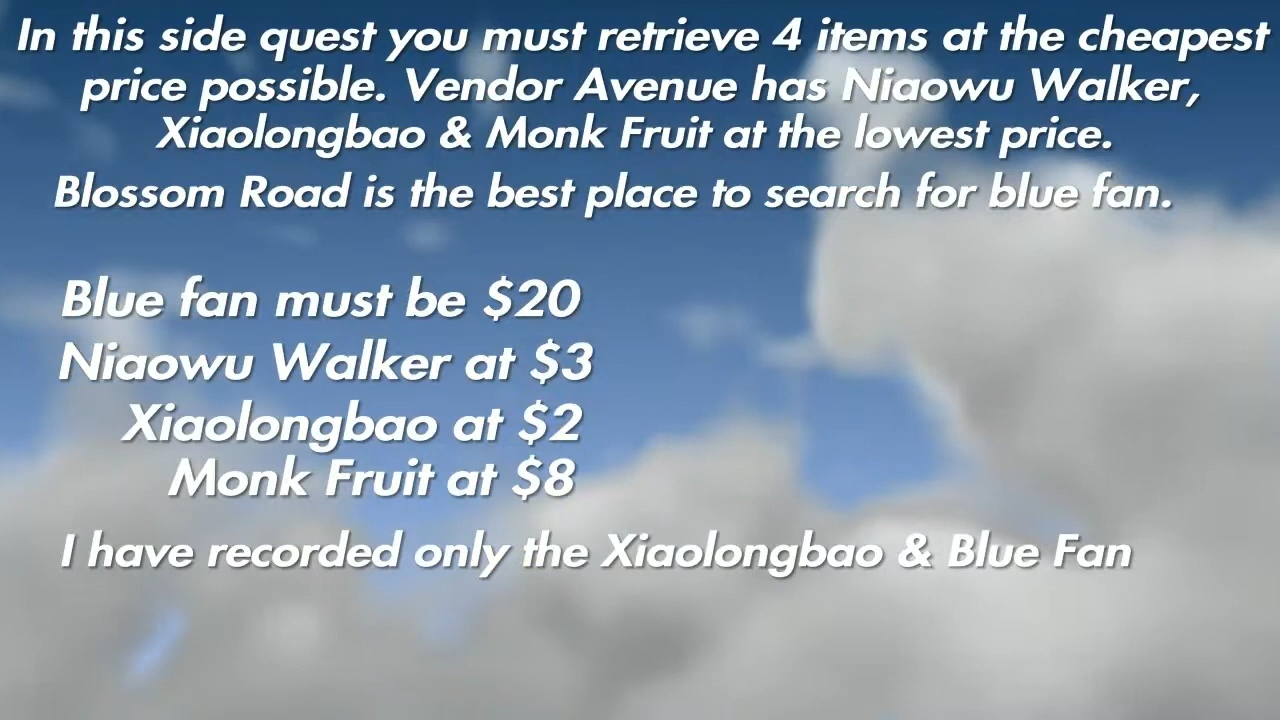 In this side quest you must retrieve 4 items at the cheapest
price possible. Vendor Avenue has Niaowu Walker,
Xiaolongbao & Monk Fruit at the lowest price.
Blossom Road is the best place to search for blue fan.
Blue fan must be $20
Niaowu Walker at $3
Xiaolongbao at $2
Monk Fruit at $8
I have recorded only the Xiaolongbao & Blue Fan